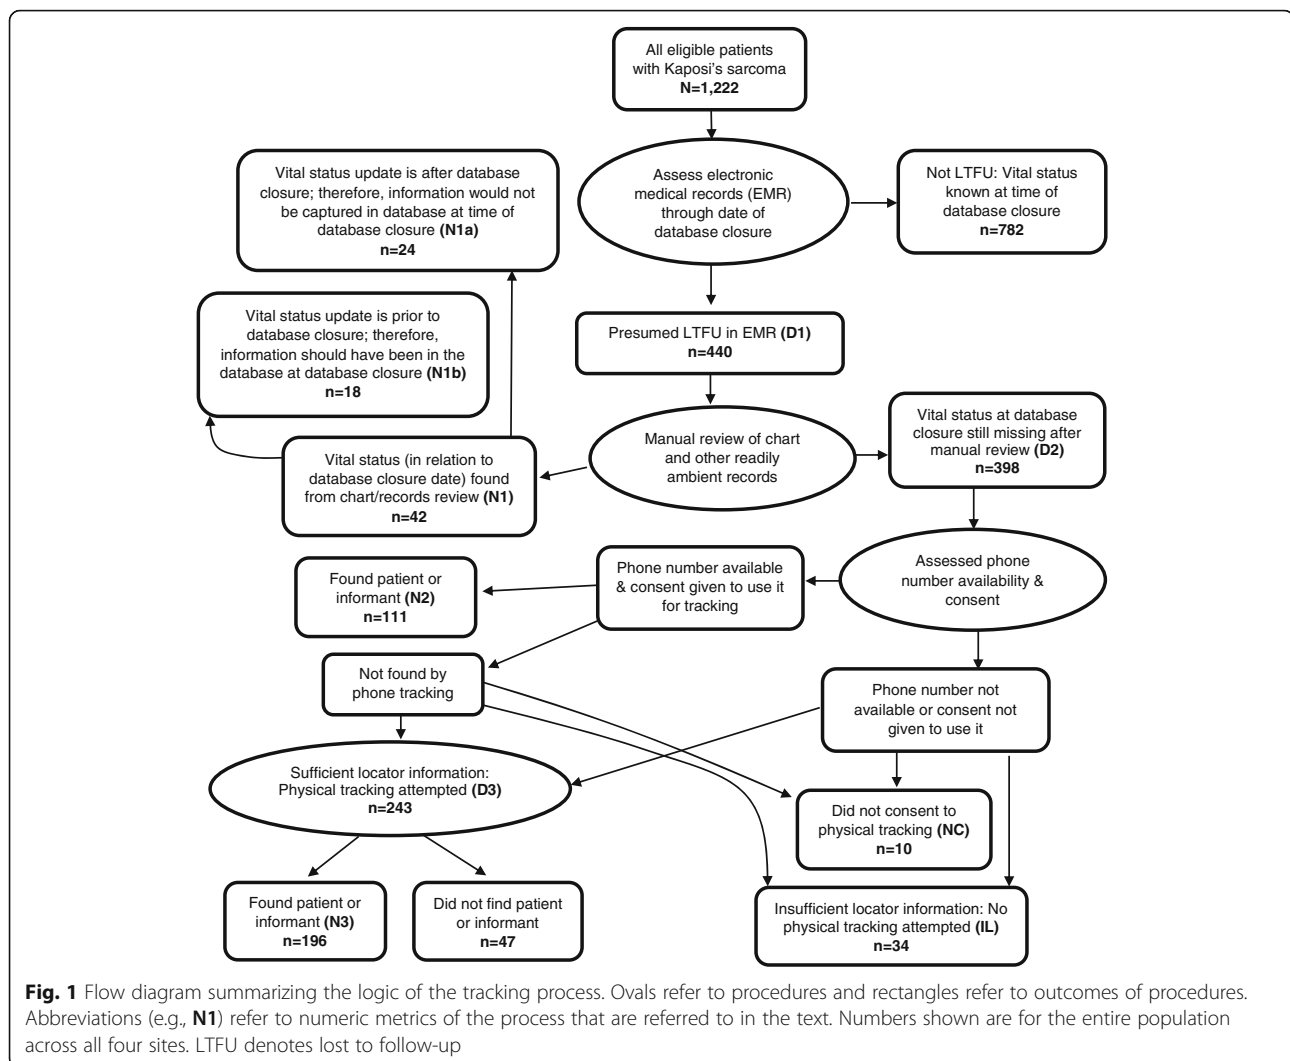 All eligible patients
with Kaposi's sarcoma
N=1,222
Assess electronic
medical records (EMR)
through date of
database closure
Not LTFU: Vital status
known at time of
database closure
n=782
Vital status update is after database
closure; therefore, information would not
be captured in database at time of
database closure (N1a)
n=24
Vital status update is prior to
database closure; therefore,
information should have been in the
database at database closure (N1b)
n=18
Presumed LTFU in EMR (D1)
n=440
Manual review of chart
and other readily
ambient records
Vital status at database
closure still missing after
manual review (D2)
n=398
Vital status (in relation to
database closure date) found
from chart/records review (N1)
n=42
Assessed phone
number availability &
consent
Phone number available
& consent given to use it
for tracking
Found patient or
informant (N2)
n=111
Not found by
phone tracking
Phone number not
available or consent not
given to use it
Sufficient locator information:
Physical tracking attempted (D3)
n=243
Did not consent to
physical tracking (NC)
n=10
Found patient or
informant (N3)
n=196
Did not find patient
or informant
n=47
Insufficient locator information: No
physical tracking attempted (IL)
n=34
Fig. 1 Flow diagram summarizing the logic of the tracking process. Ovals refer to procedures and rectangles refer to outcomes of procedures.
Abbreviations (e.g., N1) refer to numeric metrics of the process that are referred to in the text. Numbers shown are for the entire population
across all four sites. LTFU denotes lost to follow-up